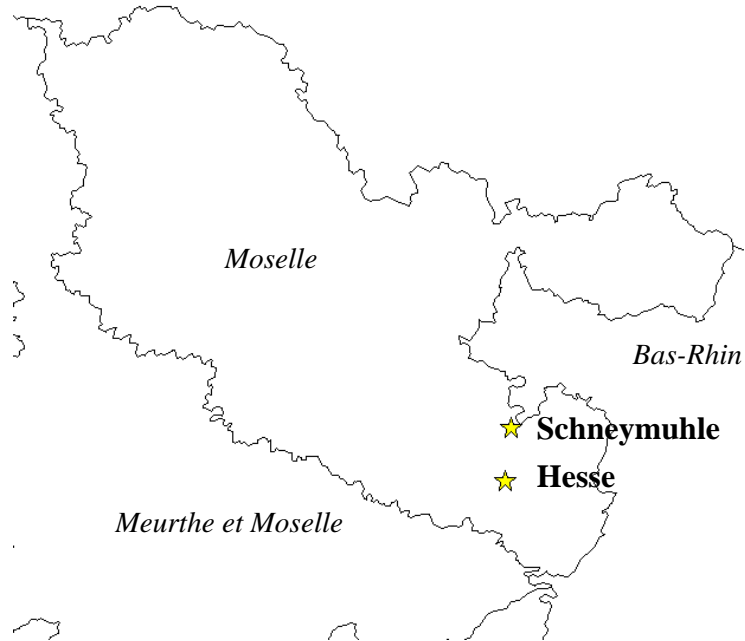 Moselle
Bas-Rhin
Schneymuhle
Hesse
Meurthe et Moselle